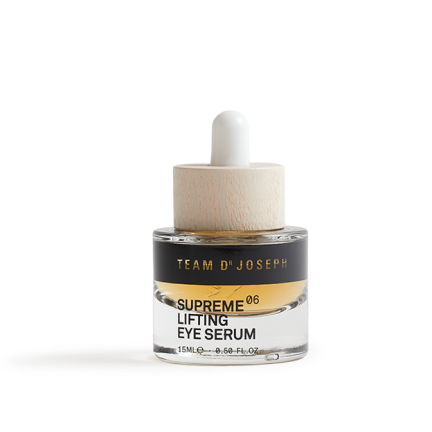 TEAM Dᴿ JOSEPH
SUPREME 06
LIFTING
EYE SERUM
15ML℮ - 0.50 FL.OZ.